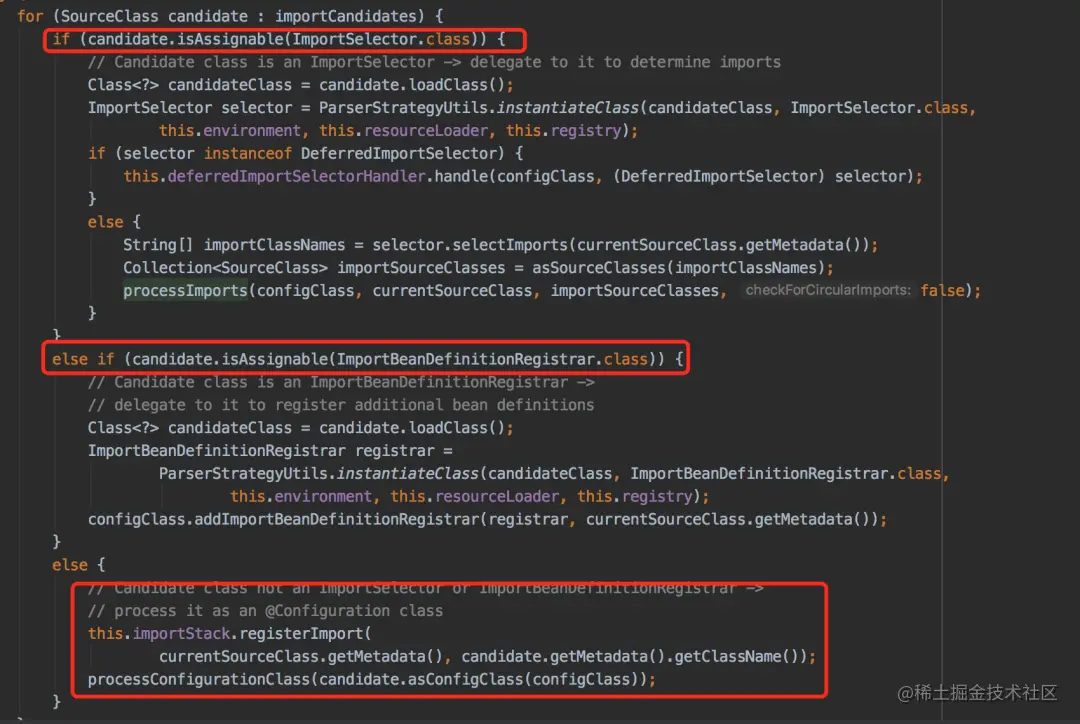 for (SourceClass candidate : importCandidates) {
if (candidate.isAssignable(ImportSelector.class)) {
// Candidate class is an ImportSelector -> delegate to it to determine imports
Class<?> candidateClass = candidate.loadClass();
ImportSelector selector = ParserStrategyUtils.instantiateClass(candidateClass, ImportSelector.class,
this.environment, this.resourceLoader, this.registry);
if (selector instanceof DeferredImportSelector) {
this.deferredImportSelectorHandler.handle(configClass, (DeferredImportSelector) selector);
}
else {
String[] importClassNames = selector.selectImports(currentSourceClass.getMetadata());
Collection<SourceClass> importSourceClasses = asSourceClasses(importClassNames);
processImports(configClass, currentSourceClass, importSourceClasses, checkForCircularImports: false);
}
}
else if (candidate.isAssignable(ImportBeanDefinitionRegistrar.class)) {
// Candidate class is an ImportBeanDefinitionRegistrar ->
// delegate to it to register additional bean definitions
Class<?> candidateClass = candidate.loadClass();
ImportBeanDefinitionRegistrar registrar =
ParserStrategyUtils.instantiateClass(candidateClass, ImportBeanDefinitionRegistrar.class,
this.environment, this.resourceLoader, this.registry);
configClass.addImportBeanDefinitionRegistrar(registrar, currentSourceClass.getMetadata());
}
else {
// Candidate class not an ImportSelector or ImportBeanDefinitionRegistrar ->
// process it as an @Configuration class
this.importStack.registerImport(
currentSourceClass.getMetadata(), candidate.getMetadata().getClassName());
processConfigurationClass(candidate.asConfigClass(configClass));
}
@稀土掘金技术社区